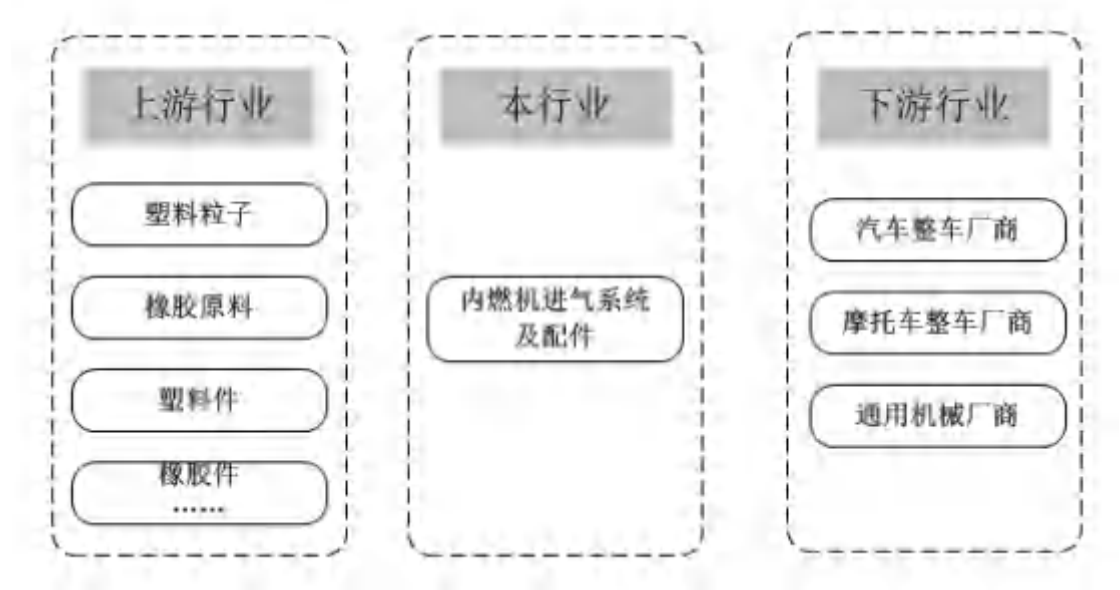 上游行业
塑料粒子
橡胶原料
塑料件
橡胶件
……
本行业
内燃机进气系统
及配件
下游行业
汽车整车厂商
摩托车整车厂商
通用机械厂商